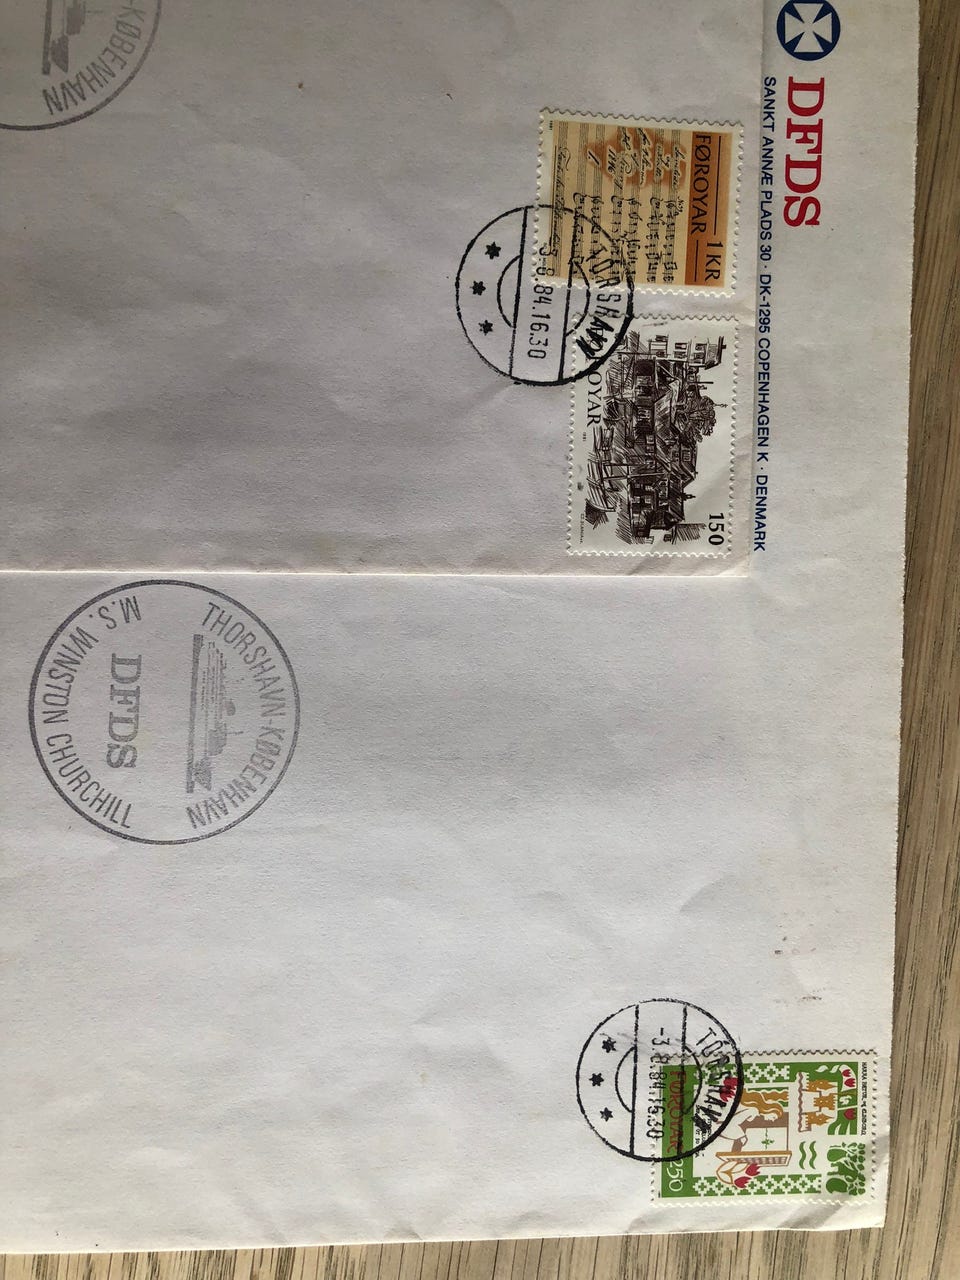 DFDS
SANKT ANNÆ PLADS 30 · DK-1295 COPENHAGEN K · DENMARK
FØROYAR 1 KR
TÓRSHAVN
-3.-8.84.16.30
FØROYAR
150
1981
-KØBENHAVN
THORSHAVN-KØBENHAVN
DFDS
M.S. WINSTON CHURCHILL
TÓRSHAVN
-3.8.84.16.30
FØROYAR
250